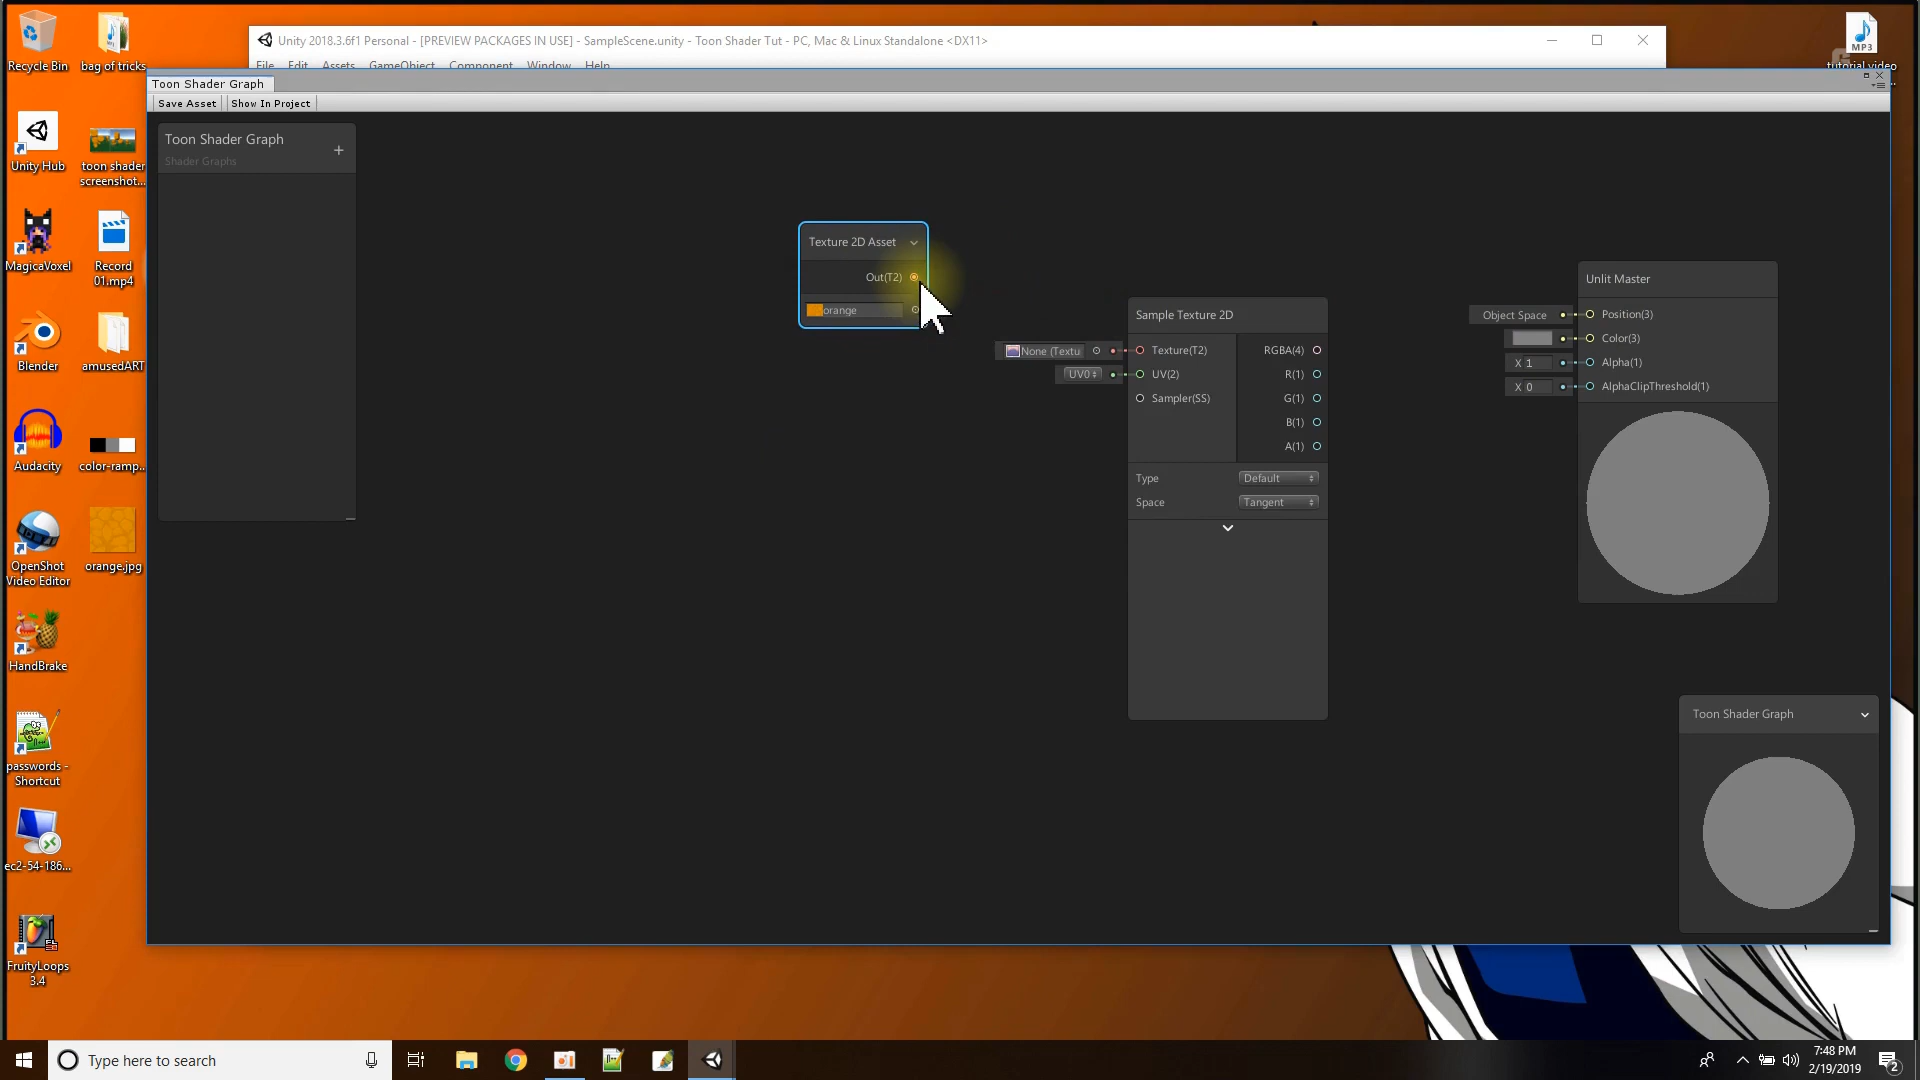 Recycle Bin
bag of tricks
Unity 2018.3.6f1 Personal - [PREVIEW PACKAGES IN USE] - SampleScene.unity - Toon Shader Tut - PC, Mac & Linux Standalone <DX11>
File Edit Assets GameObject Component Window Help
MP3
tutorial video
Toon Shader Graph
Save Asset
Show In Project
Toon Shader Graph
Shader Graphs
+
Unity Hub
toon shader
screenshot...
MagicaVoxel
Record
01.mp4
Blender
amusedART
Audacity
color-ramp...
OpenShot
Video Editor
orange.jpg
HandBrake
passwords -
Shortcut
ec2-54-186...
FruityLoops
3.4
Texture 2D Asset
Out(T2)
orange
None (Textu
UV0
Sample Texture 2D
Texture(T2)
UV(2)
Sampler(SS)
RGBA(4)
R(1)
G(1)
B(1)
A(1)
Type Default
Space Tangent
Object Space
X 1
X 0
Unlit Master
Position(3)
Color(3)
Alpha(1)
AlphaClipThreshold(1)
Toon Shader Graph
Type here to search
7:48 PM
2/19/2019
2